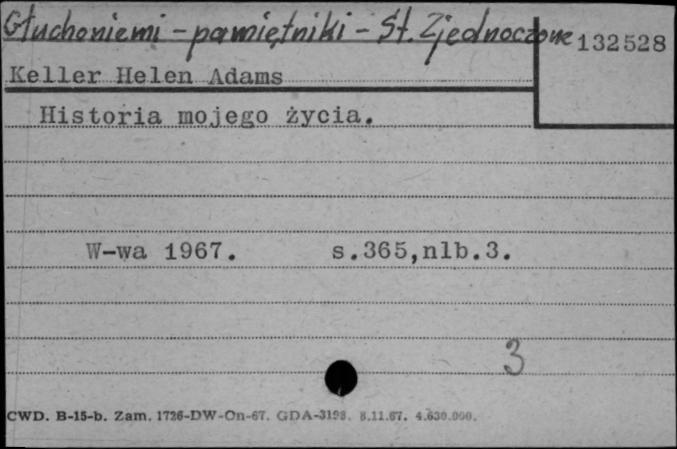 Głuchoniemi - pamiętniki - St. Zjednoczone
132528
Keller Helen Adams
Historia mojego życia.
W-wa 1967. s.365,nlb.3.
3
CWD. B-15-b. Zam. 1726-DW-On-67. GDA-3198. 8.11.67. 4.630.000.